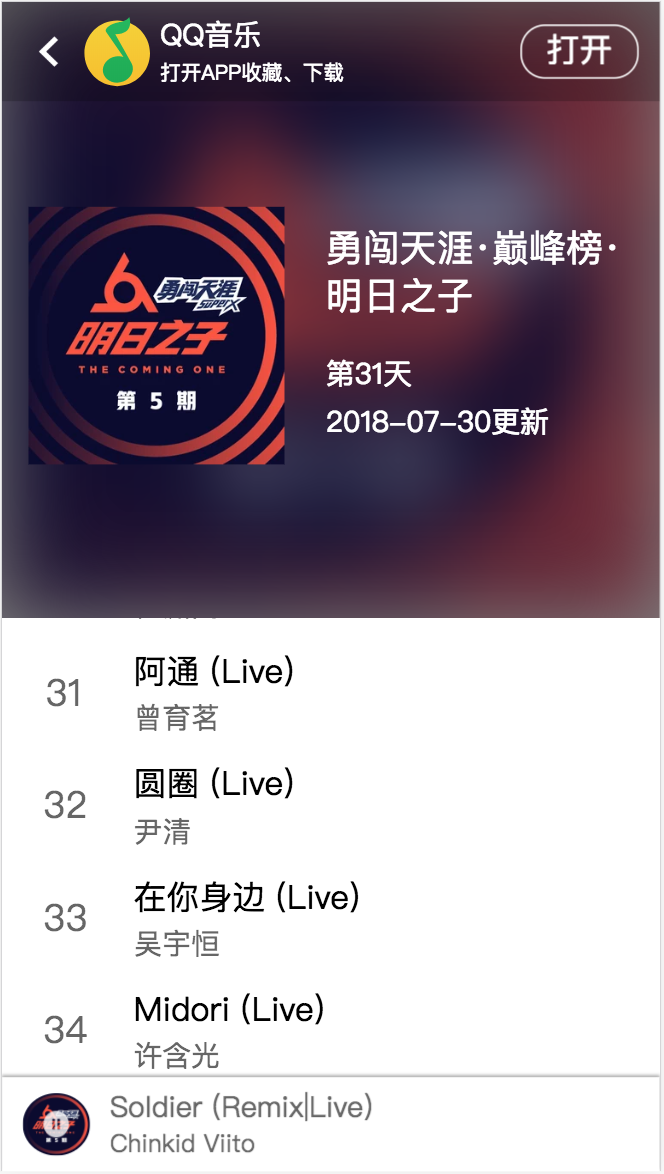 QQ音乐
打开APP收藏、下载
打开
勇闯天涯
SUPERX
明日之子
THE COMING ONE
第 5 期
勇闯天涯·巅峰榜·
明日之子
第31天
2018-07-30更新
31
阿通 (Live)
曾育茗
32
圆圈 (Live)
尹清
33
在你身边 (Live)
吴宇恒
34
Midori (Live)
许含光
Soldier (Remix|Live)
Chinkid Viito